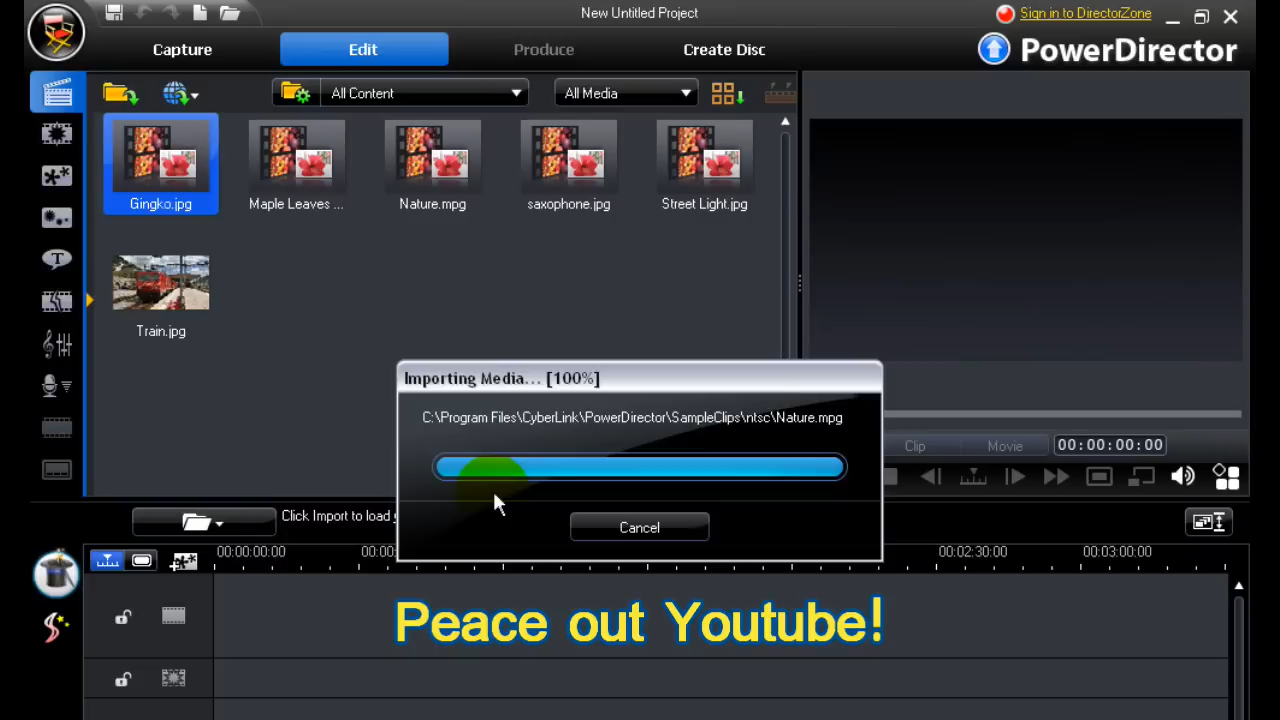 New Untitled Project
Sign in to DirectorZone
Capture
Edit
Produce
Create Disc
PowerDirector
All Content
All Media
Gingko.jpg
Maple Leaves ...
Nature.mpg
saxophone.jpg
Street Light.jpg
Train.jpg
Importing Media... [100%]
C:\Program Files\CyberLink\PowerDirector\SampleClips\ntsc\Nature.mpg
Cancel
Clip
Movie
00:00:00:00
Click Import to load
00:00:00:00
00:00
00:02:30:00
00:03:00:00
T
Peace out Youtube!